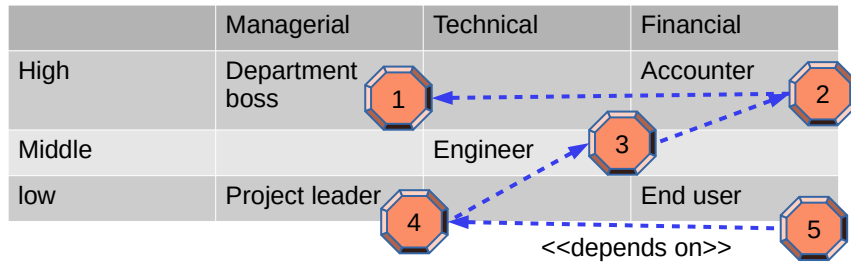 Managerial Technical Financial
High Department boss Accounter
1 2
3
Middle Engineer
low Project leader End user
4 5
<<depends on>>